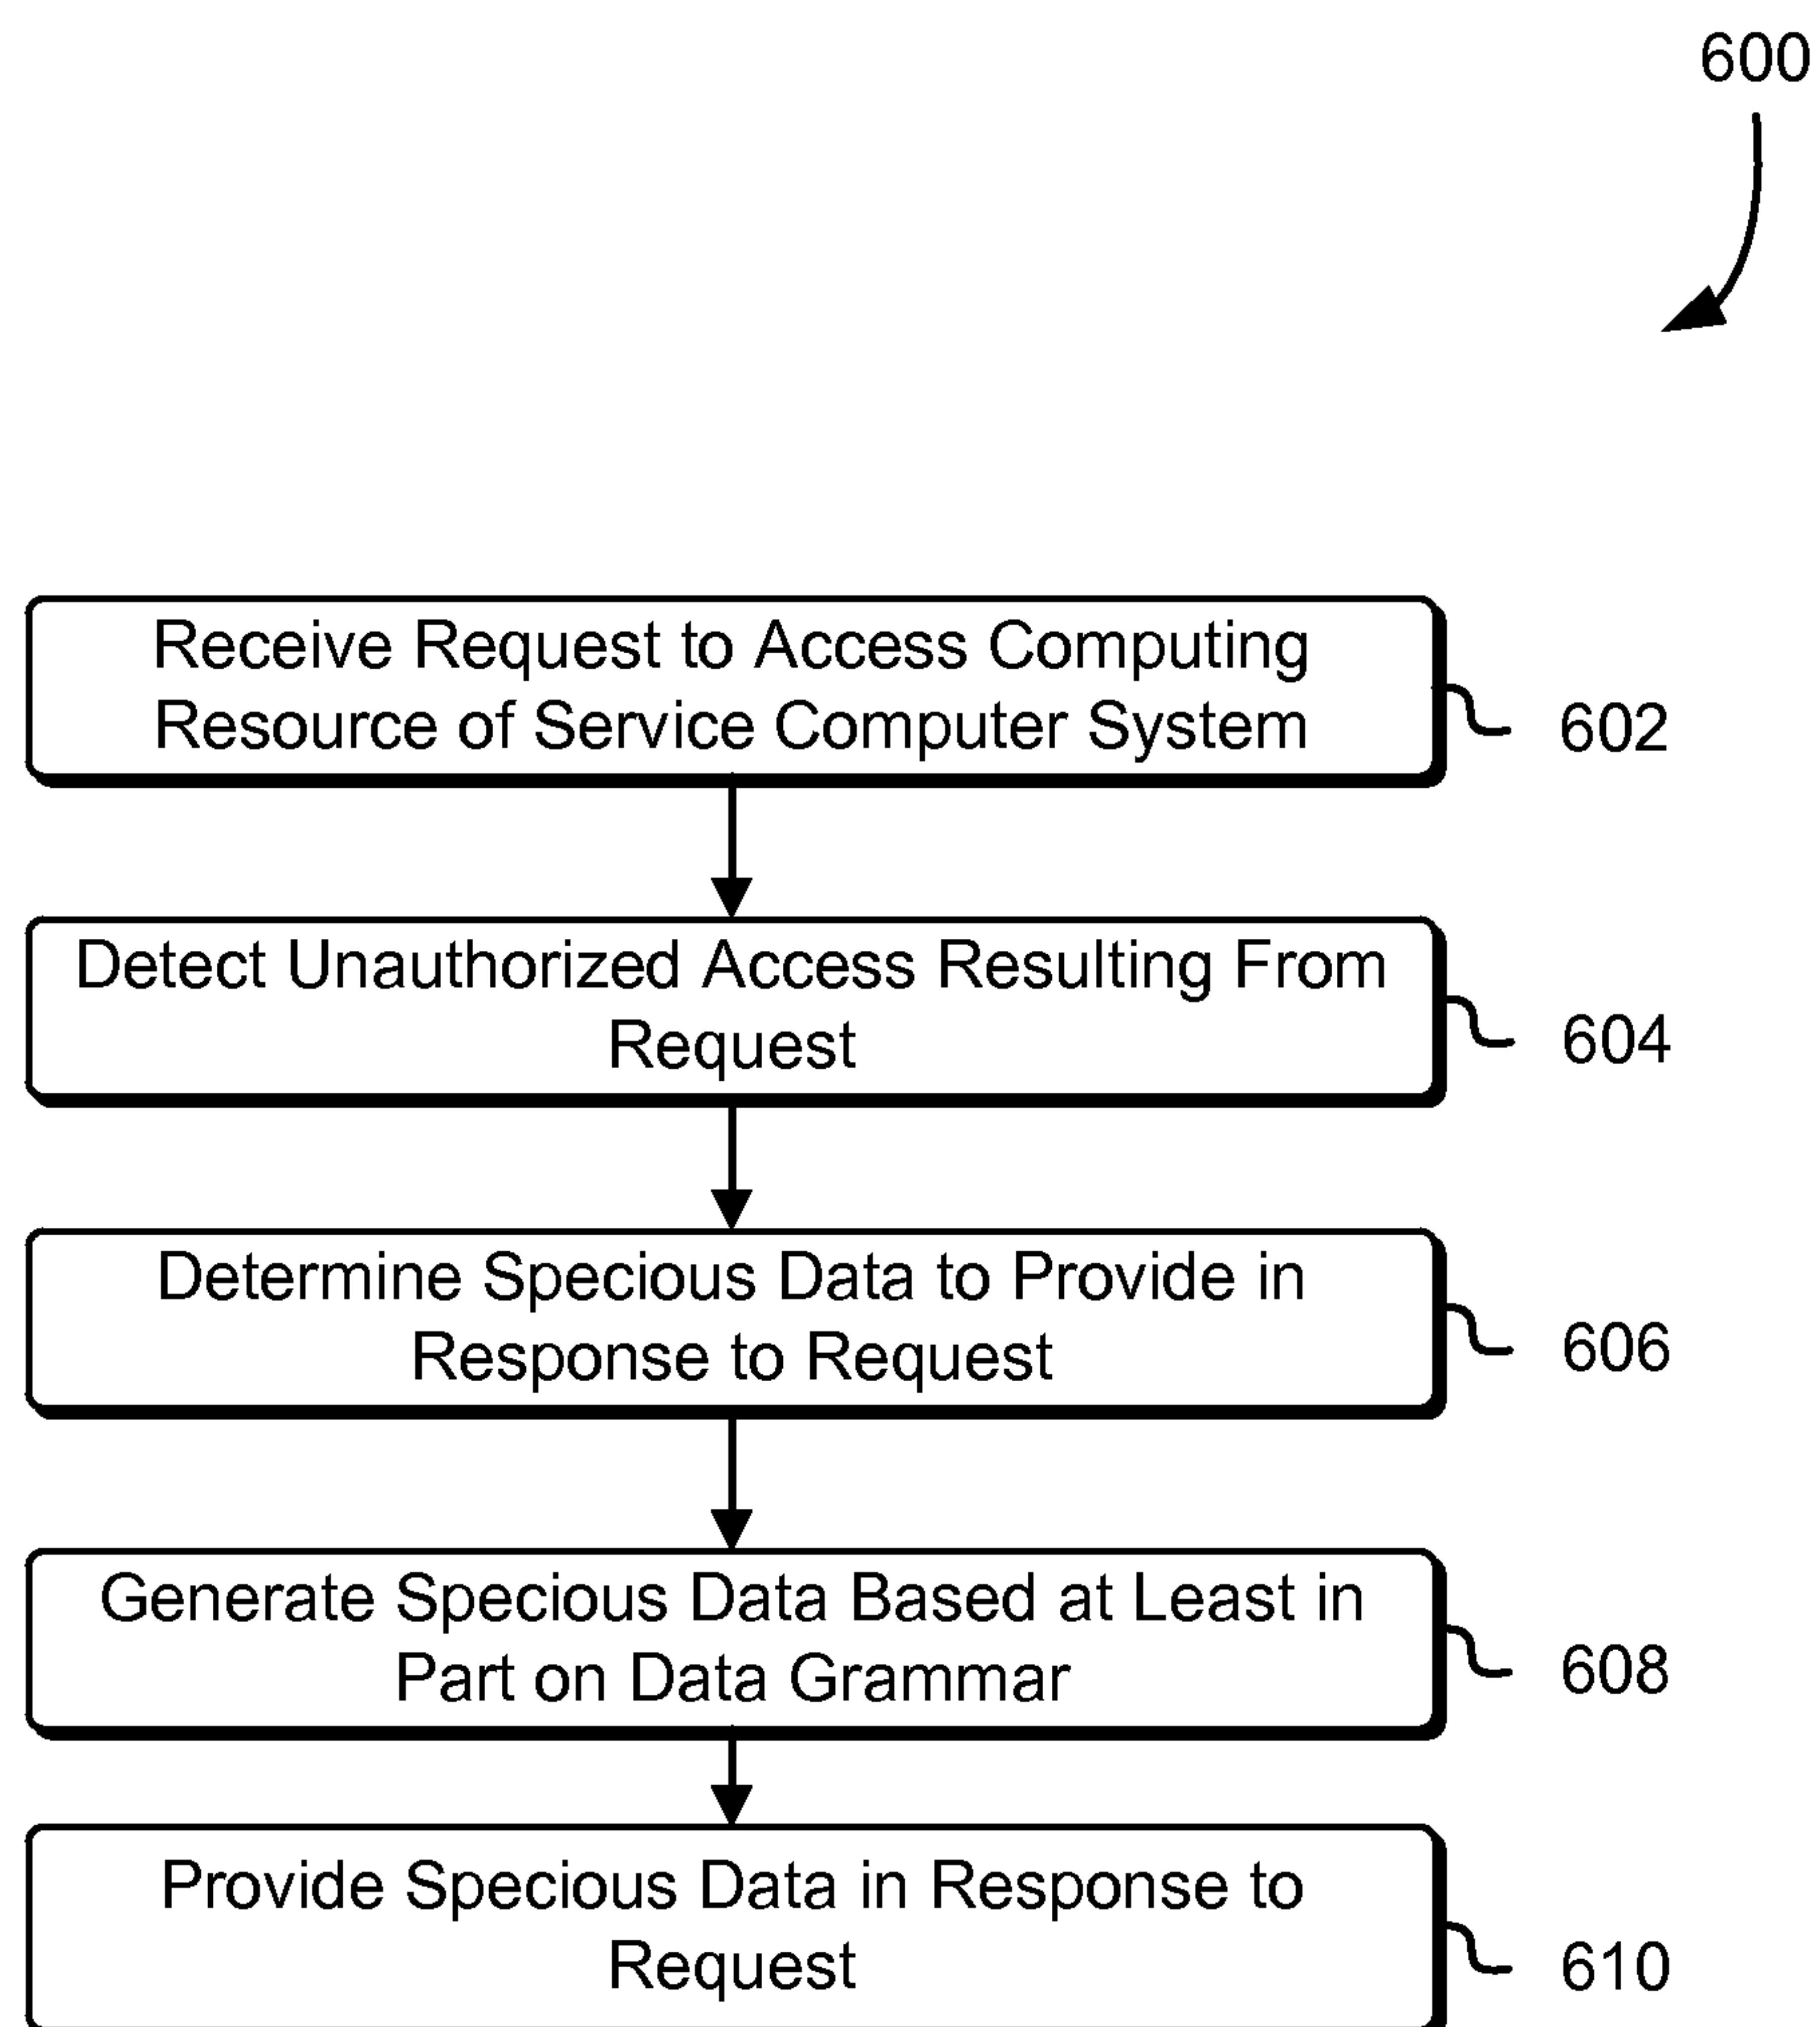 600
Receive Request to Access Computing
Resource of Service Computer System
602
Detect Unauthorized Access Resulting From
Request
604
Determine Specious Data to Provide in
Response to Request
606
Generate Specious Data Based at Least in
Part on Data Grammar
608
Provide Specious Data in Response to
Request
610